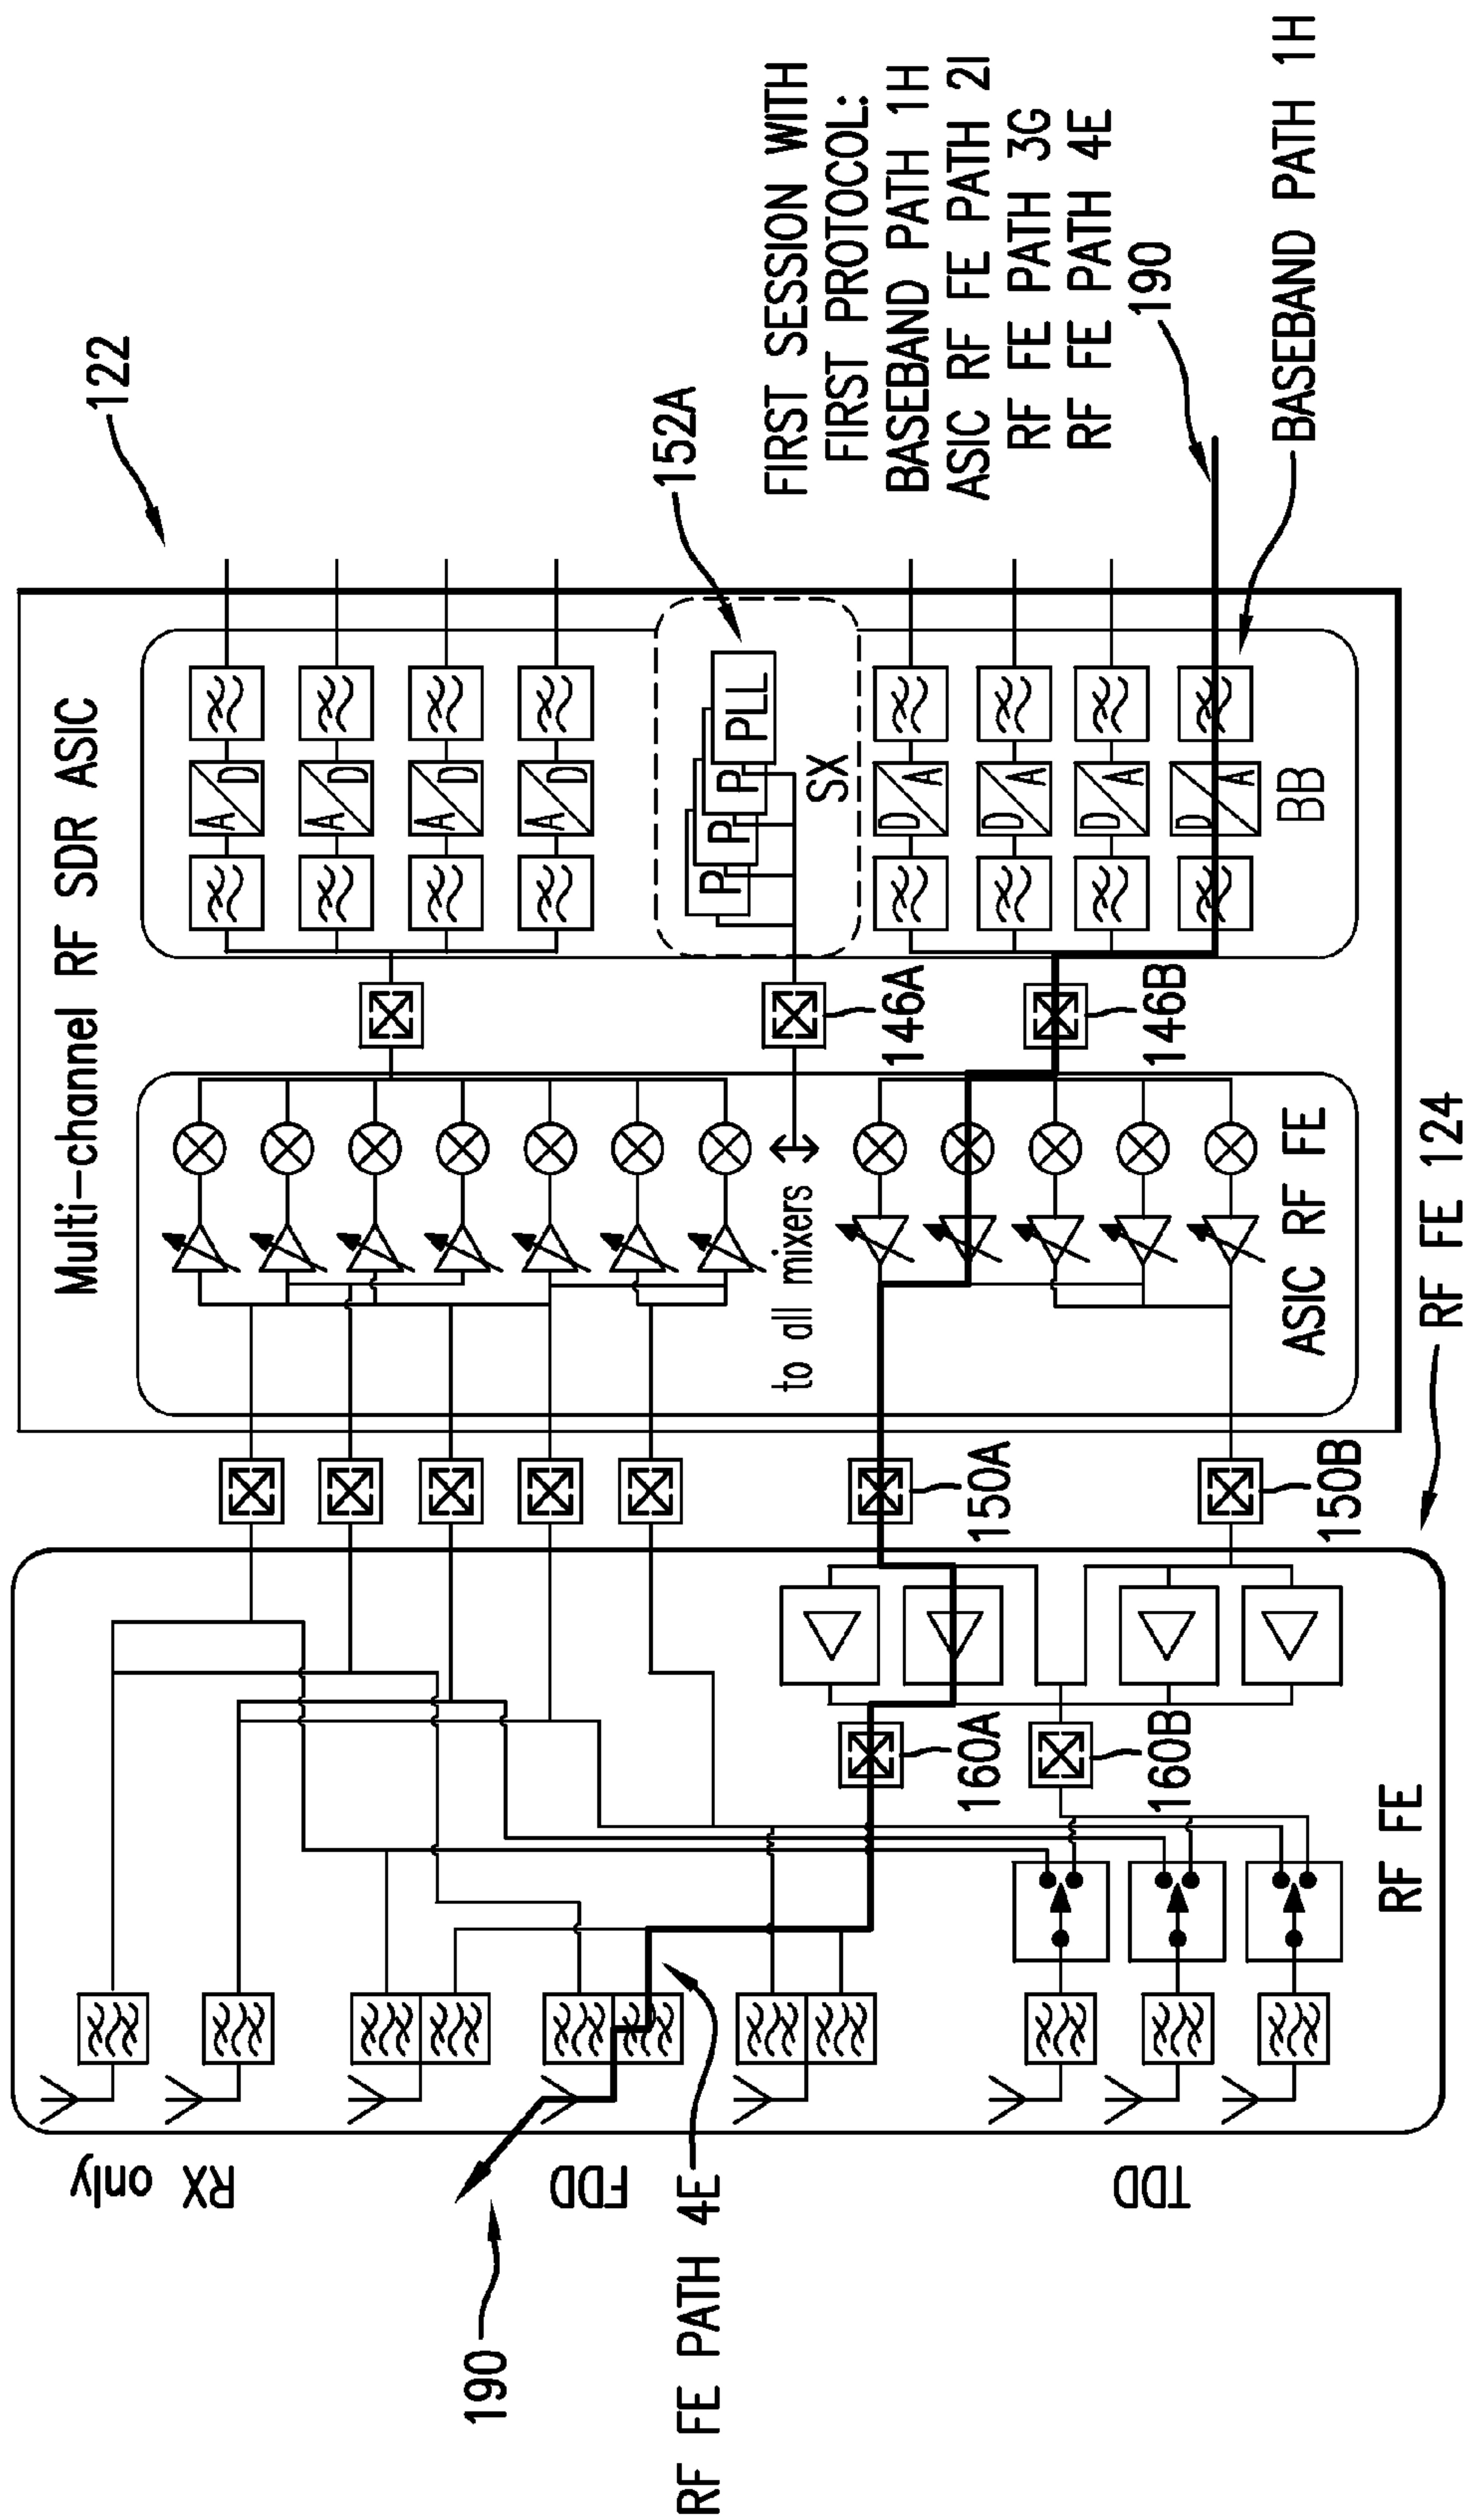 122
Multi-channel RF SDR ASIC
152A
FIRST SESSION WITH
FIRST PROTOCOL:
BASEBAND PATH 1H
ASIC RF FE PATH 2I
RF FE PATH 3G
RF FE PATH 4E
190
BASEBAND PATH 1H
A
D
A
D
A
D
A
D
P
P
P
PLL
SX
D
A
D
A
D
A
D
A
BB
146A
146B
to all mixers
ASIC RF FE
RF FE 124
150A
150B
160A
160B
RF FE
RX only
FDD
TDD
190
RF FE PATH 4E